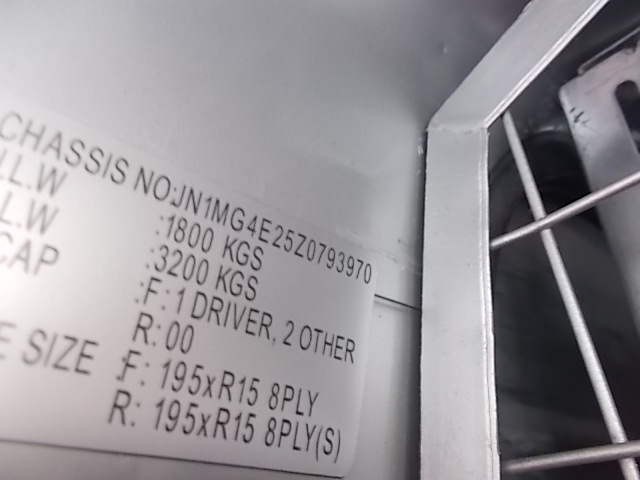 CHASSIS NO:JN1MG4E25Z0793970
L.W :1800 KGS
L.W :3200 KGS
CAP :F:1 DRIVER, 2 OTHER
R:00
E SIZE :F: 195xR15 8PLY
R: 195xR15 8PLY(S)